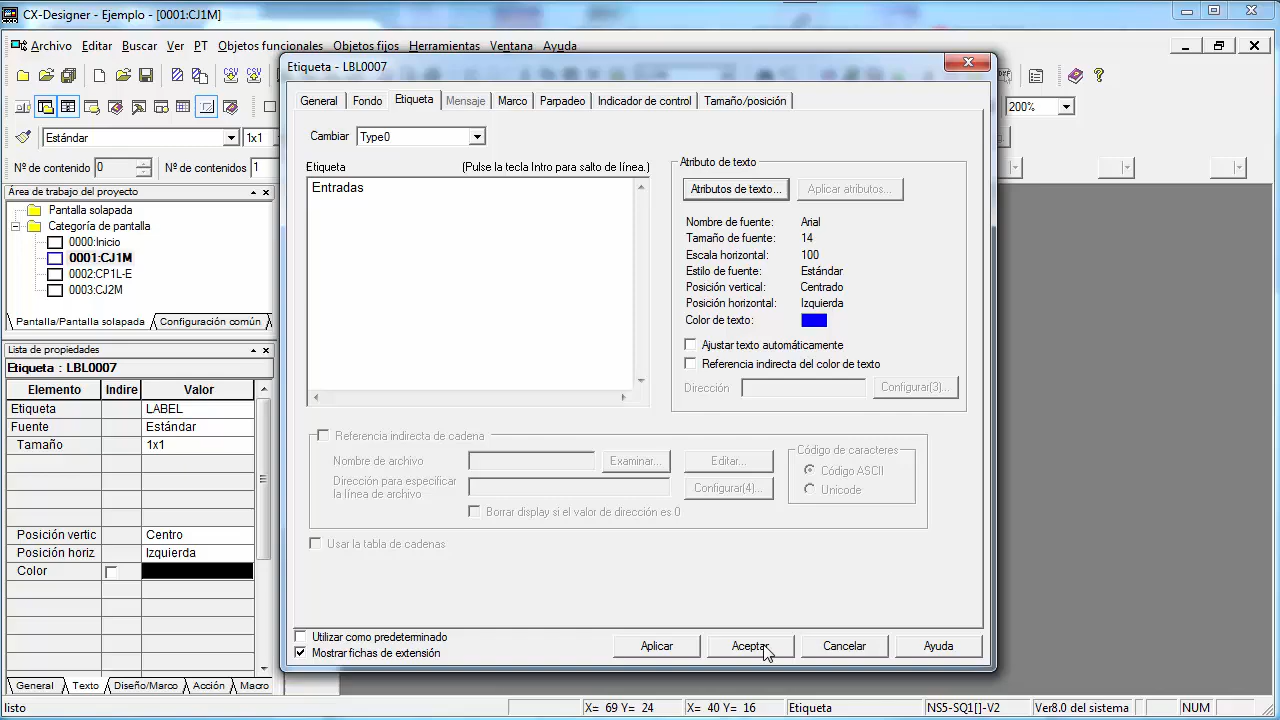 CX-Designer - Ejemplo - [0001:CJ1M]
Archivo Editar Buscar Ver PT Objetos funcionales Objetos fijos Herramientas Ventana Ayuda
200%
Estándar 1x1
Nº de contenido 0 Nº de contenidos 1
Área de trabajo del proyecto
Pantalla solapada
Categoría de pantalla
0000:Inicio
0001:CJ1M
0002:CP1L-E
0003:CJ2M
Pantalla/Pantalla solapada Configuración común
Lista de propiedades
Etiqueta : LBL0007
Elemento Indire Valor
Etiqueta LABEL
Fuente Estándar
Tamaño 1x1
Posición vertic Centro
Posición horiz Izquierda
Color
General Texto Diseño/Marco Acción Macro
Etiqueta - LBL0007
General Fondo Etiqueta Mensaje Marco Parpadeo Indicador de control Tamaño/posición
Cambiar Type0
Etiqueta (Pulse la tecla Intro para salto de línea.)
Entradas
Atributo de texto
Atributos de texto... Aplicar atributos...
Nombre de fuente: Arial
Tamaño de fuente: 14
Escala horizontal: 100
Estilo de fuente: Estándar
Posición vertical: Centrado
Posición horizontal: Izquierda
Color de texto:
Ajustar texto automáticamente
Referencia indirecta del color de texto
Dirección Configurar(3)...
Referencia indirecta de cadena
Nombre de archivo Examinar... Editar...
Dirección para especificar
la línea de archivo
Configurar(4)...
Borrar display si el valor de dirección es 0
Código de caracteres
Código ASCII
Unicode
Usar la tabla de cadenas
Utilizar como predeterminado
Mostrar fichas de extensión
Aplicar Aceptar Cancelar Ayuda
listo X= 69 Y= 24 X= 40 Y= 16 Etiqueta NS5-SQ1[]-V2 Ver8.0 del sistema NUM